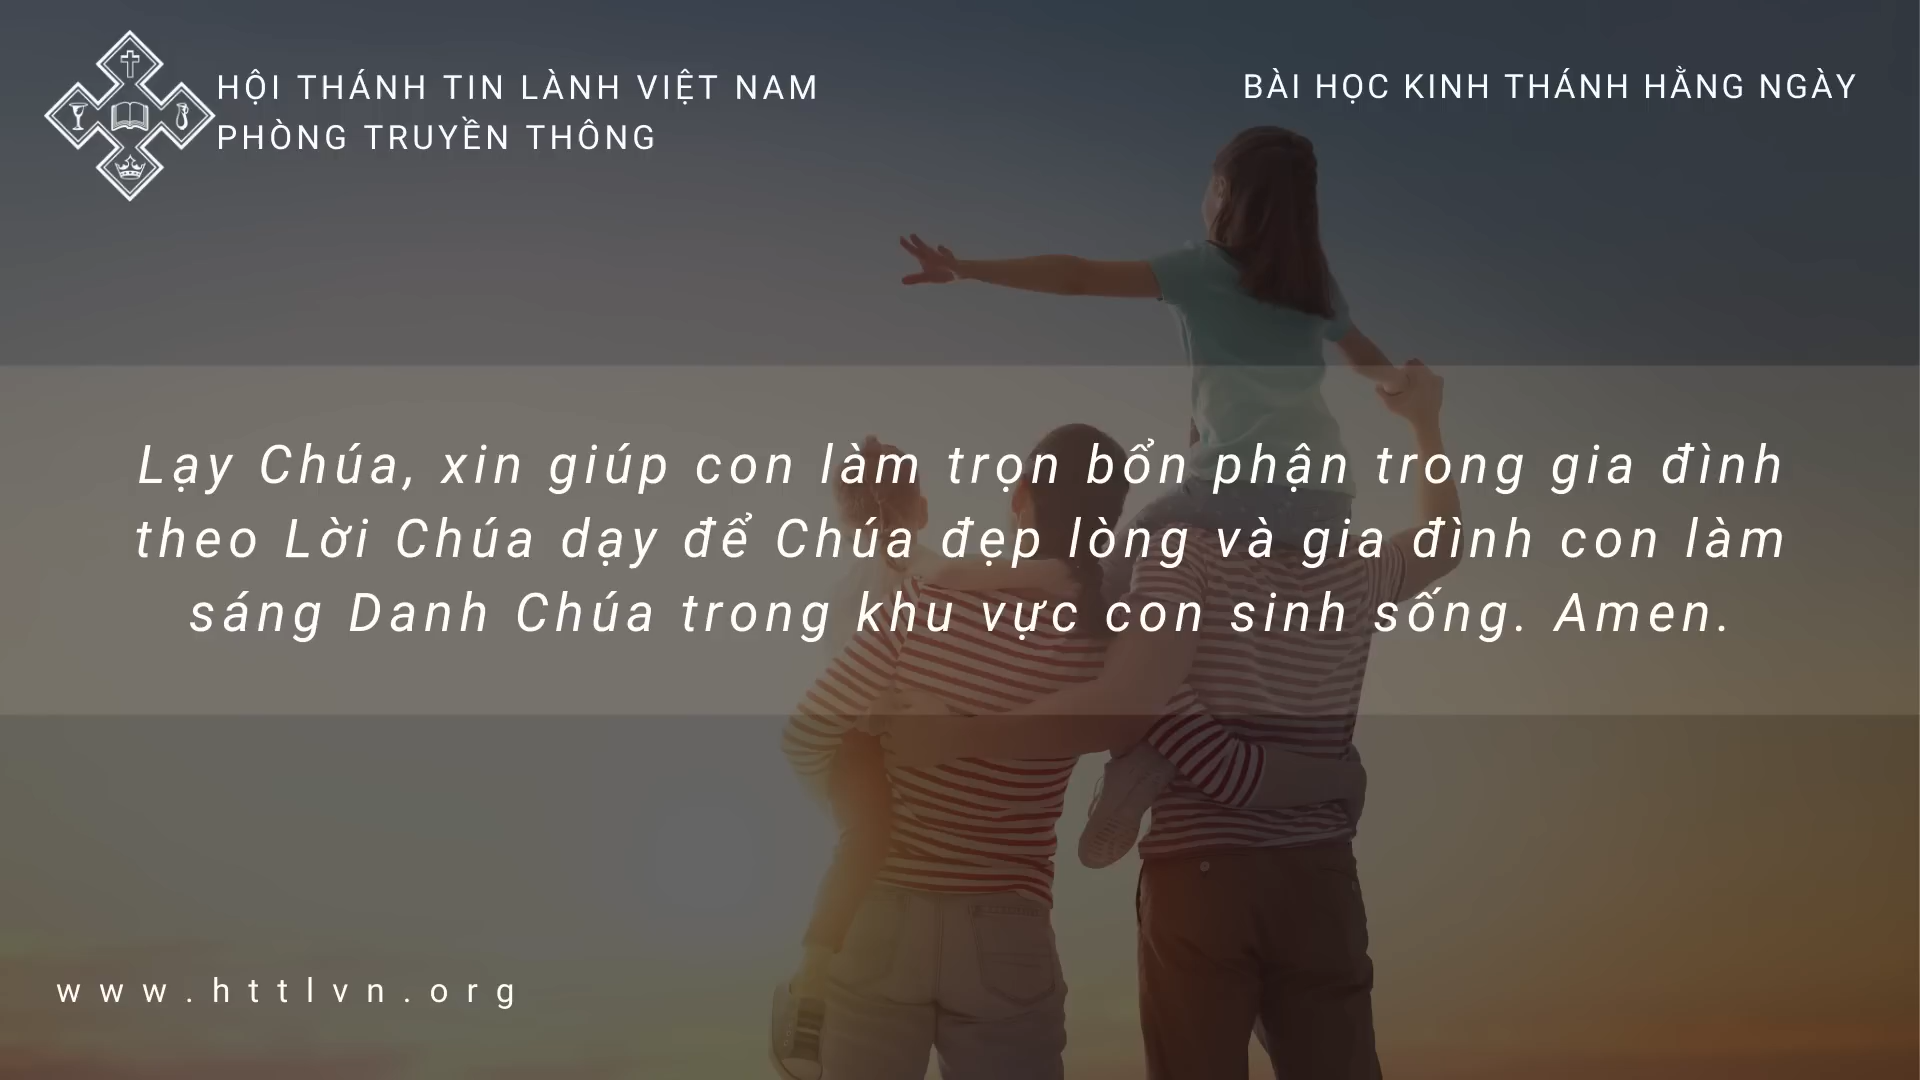 HỘI THÁNH TIN LÀNH VIỆT NAM
PHÒNG TRUYỀN THÔNG
BÀI HỌC KINH THÁNH HẰNG NGÀY
Lạy Chúa, xin giúp con làm trọn bổn phận trong gia đình
theo Lời Chúa dạy để Chúa đẹp lòng và gia đình con làm
sáng Danh Chúa trong khu vực con sinh sống. Amen.
www.httlvn.org